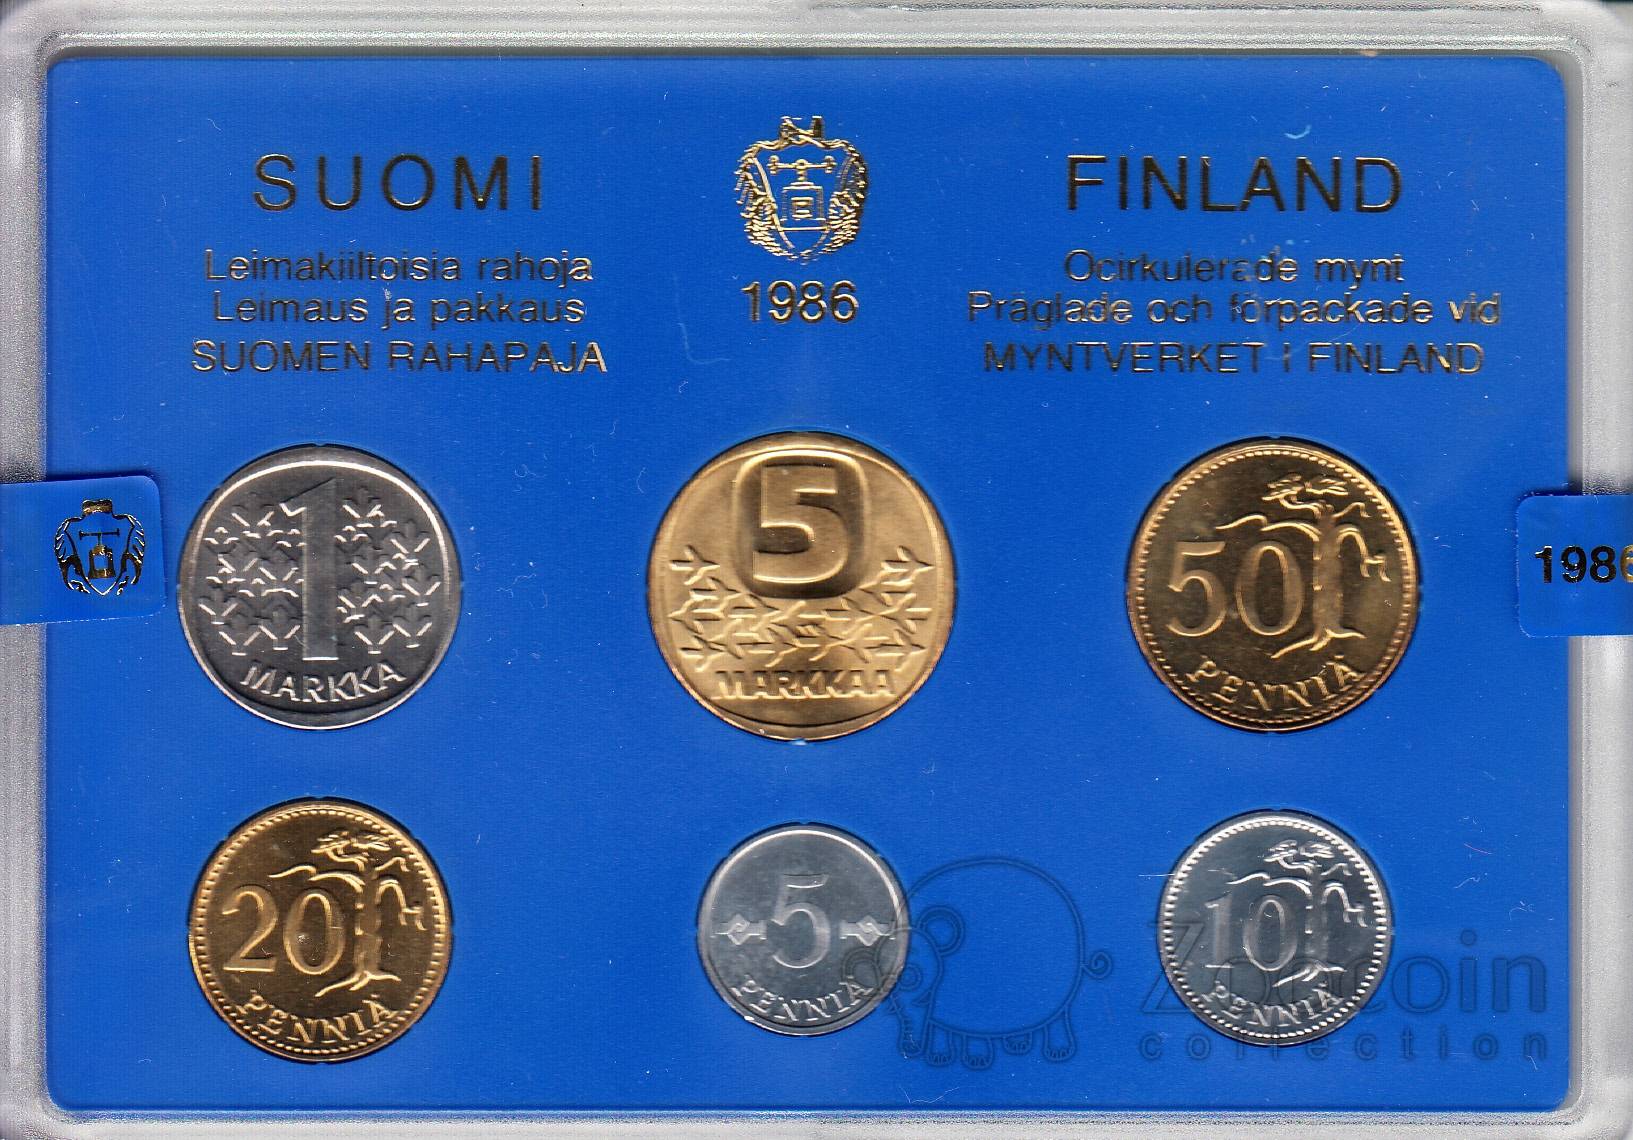 SUOMI
Leimakiiltoisia rahoja
Leimaus ja pakkaus
SUOMEN RAHAPAJA
1986
FINLAND
Ocirkulerade mynt
Präglade och förpackade vid
MYNTVERKET I FINLAND
1
MARKKA
5
MARKKAA
50
PENNIÄ
1986
20
PENNIÄ
5
PENNIÄ
10
PENNIÄ
Zoocoin
collection